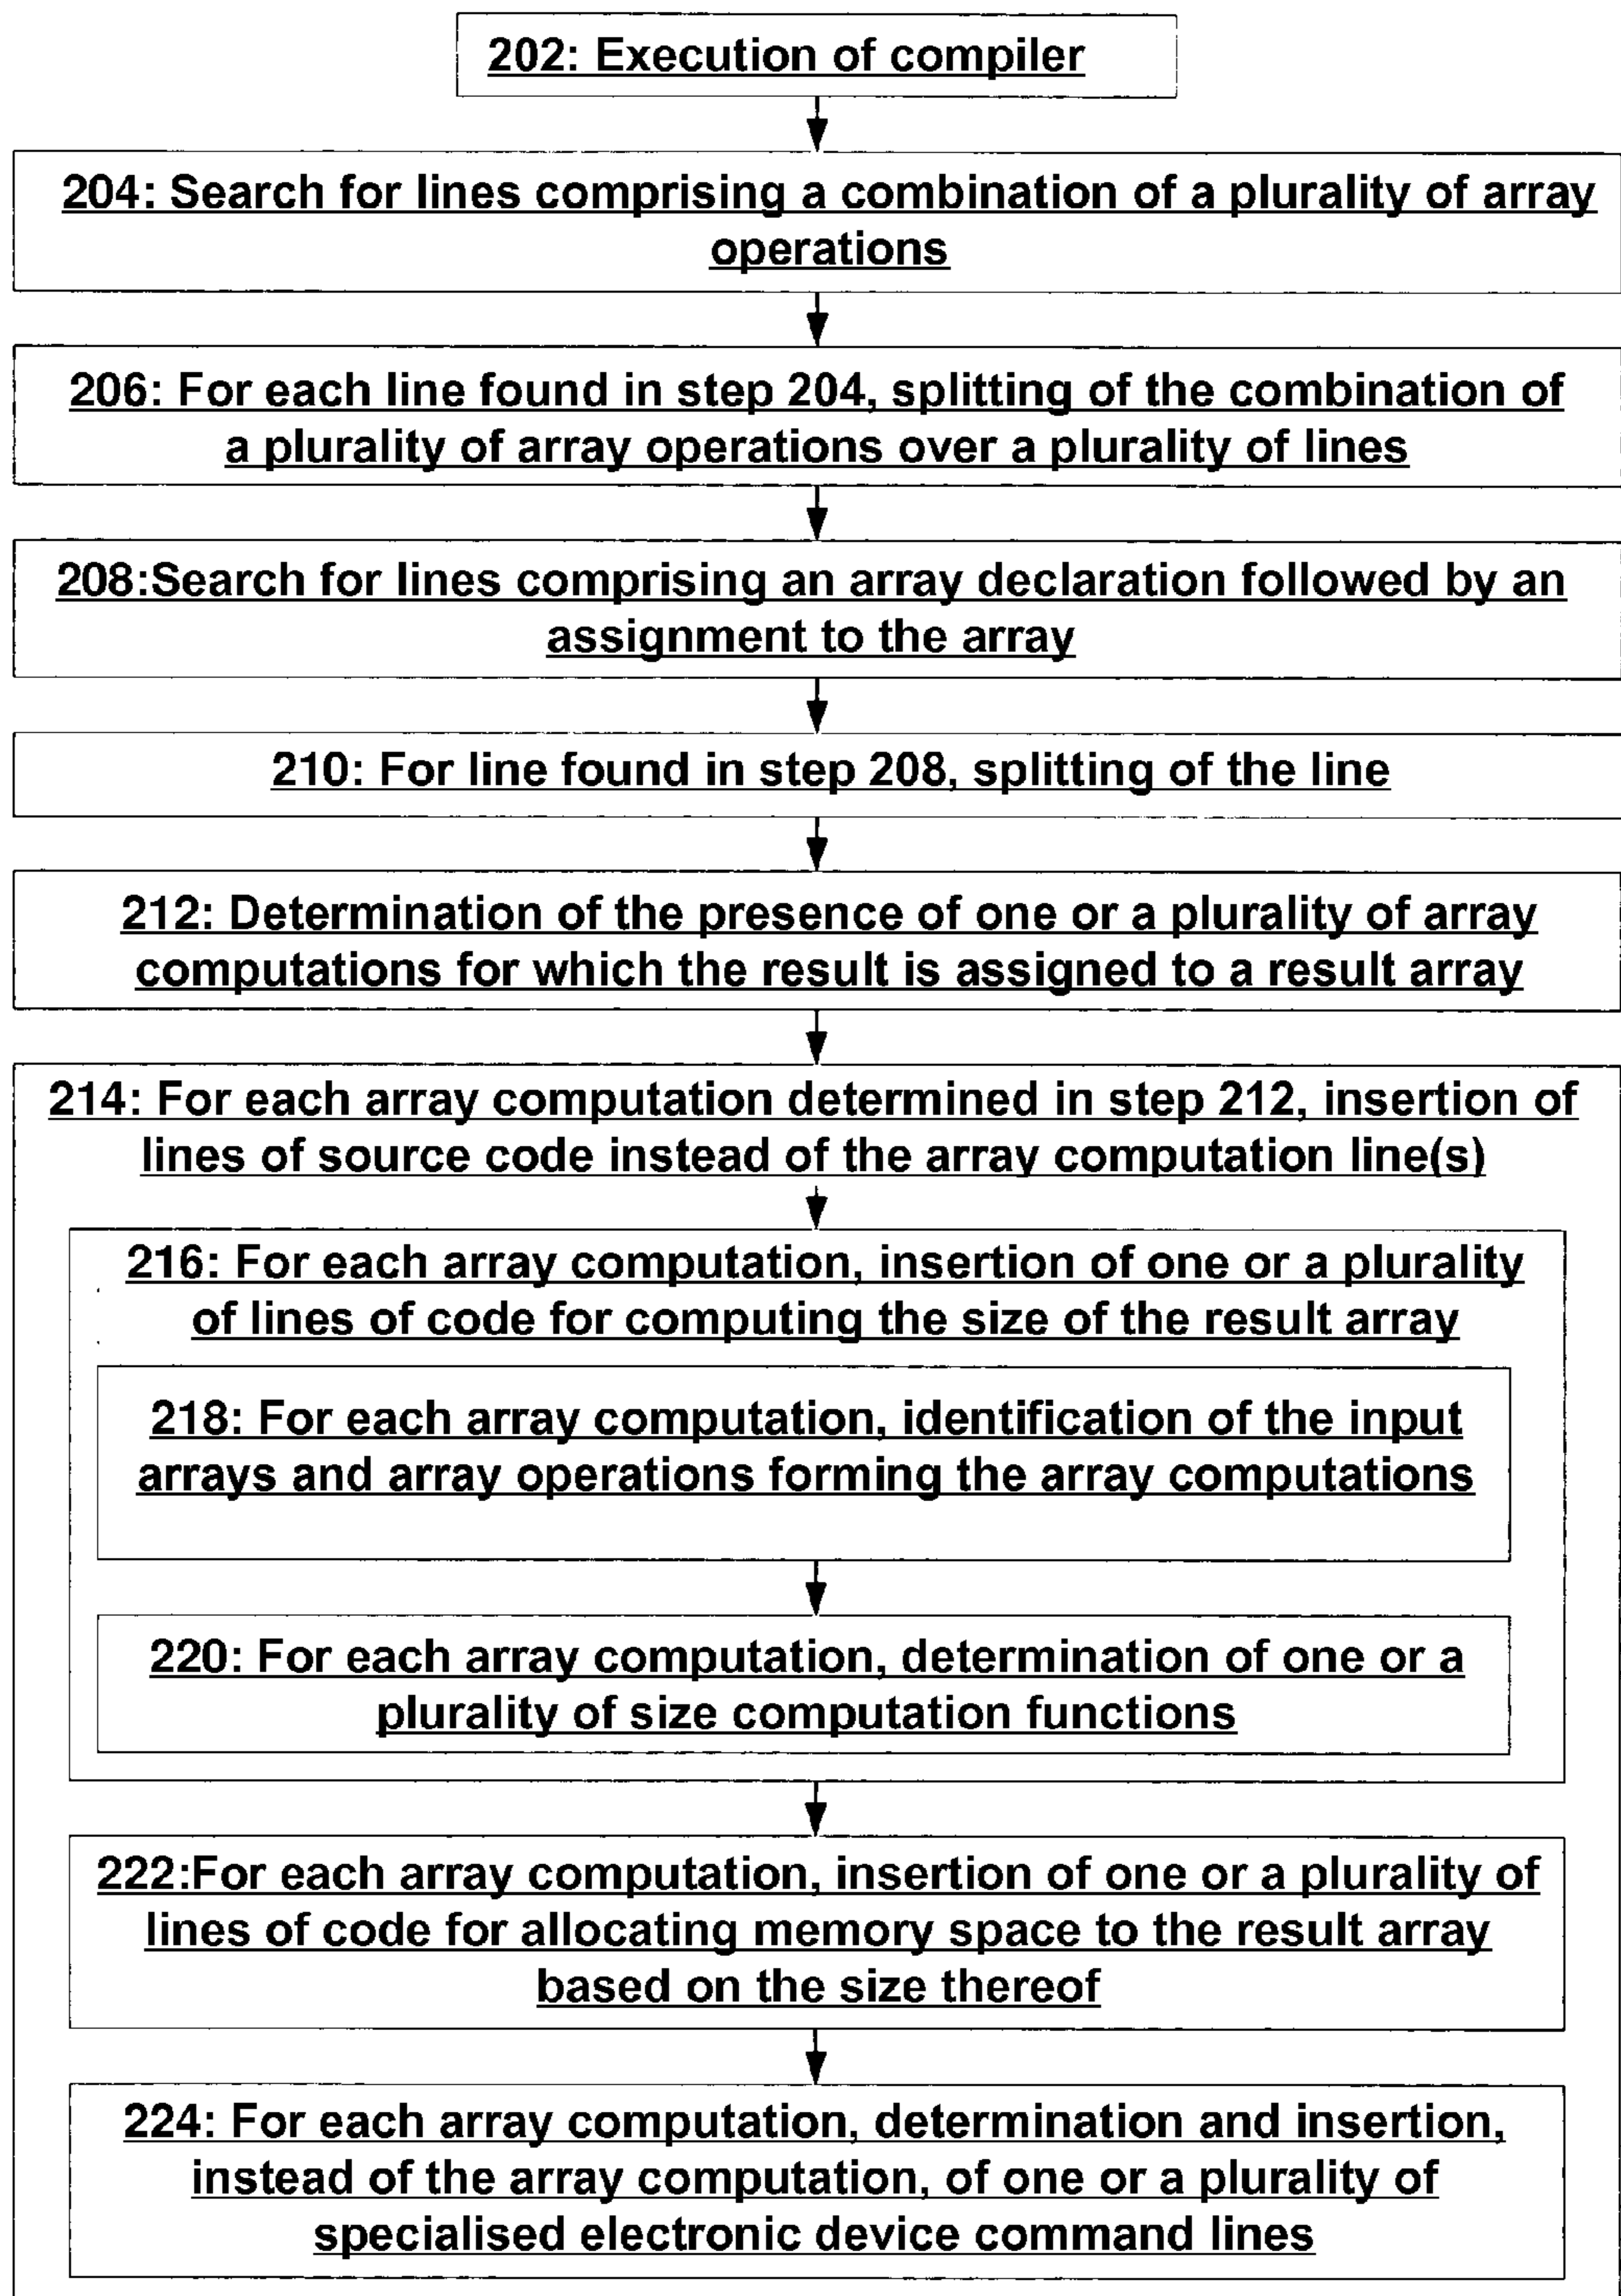 202: Execution of compiler
204: Search for lines comprising a combination of a plurality of array
operations
206: For each line found in step 204, splitting of the combination of
a plurality of array operations over a plurality of lines
208:Search for lines comprising an array declaration followed by an
assignment to the array
210: For line found in step 208, splitting of the line
212: Determination of the presence of one or a plurality of array
computations for which the result is assigned to a result array
214: For each array computation determined in step 212, insertion of
lines of source code instead of the array computation line(s)
216: For each array computation, insertion of one or a plurality
of lines of code for computing the size of the result array
218: For each array computation, identification of the input
arrays and array operations forming the array computations
220: For each array computation, determination of one or a
plurality of size computation functions
222:For each array computation, insertion of one or a plurality of
lines of code for allocating memory space to the result array
based on the size thereof
224: For each array computation, determination and insertion,
instead of the array computation, of one or a plurality of
specialised electronic device command lines